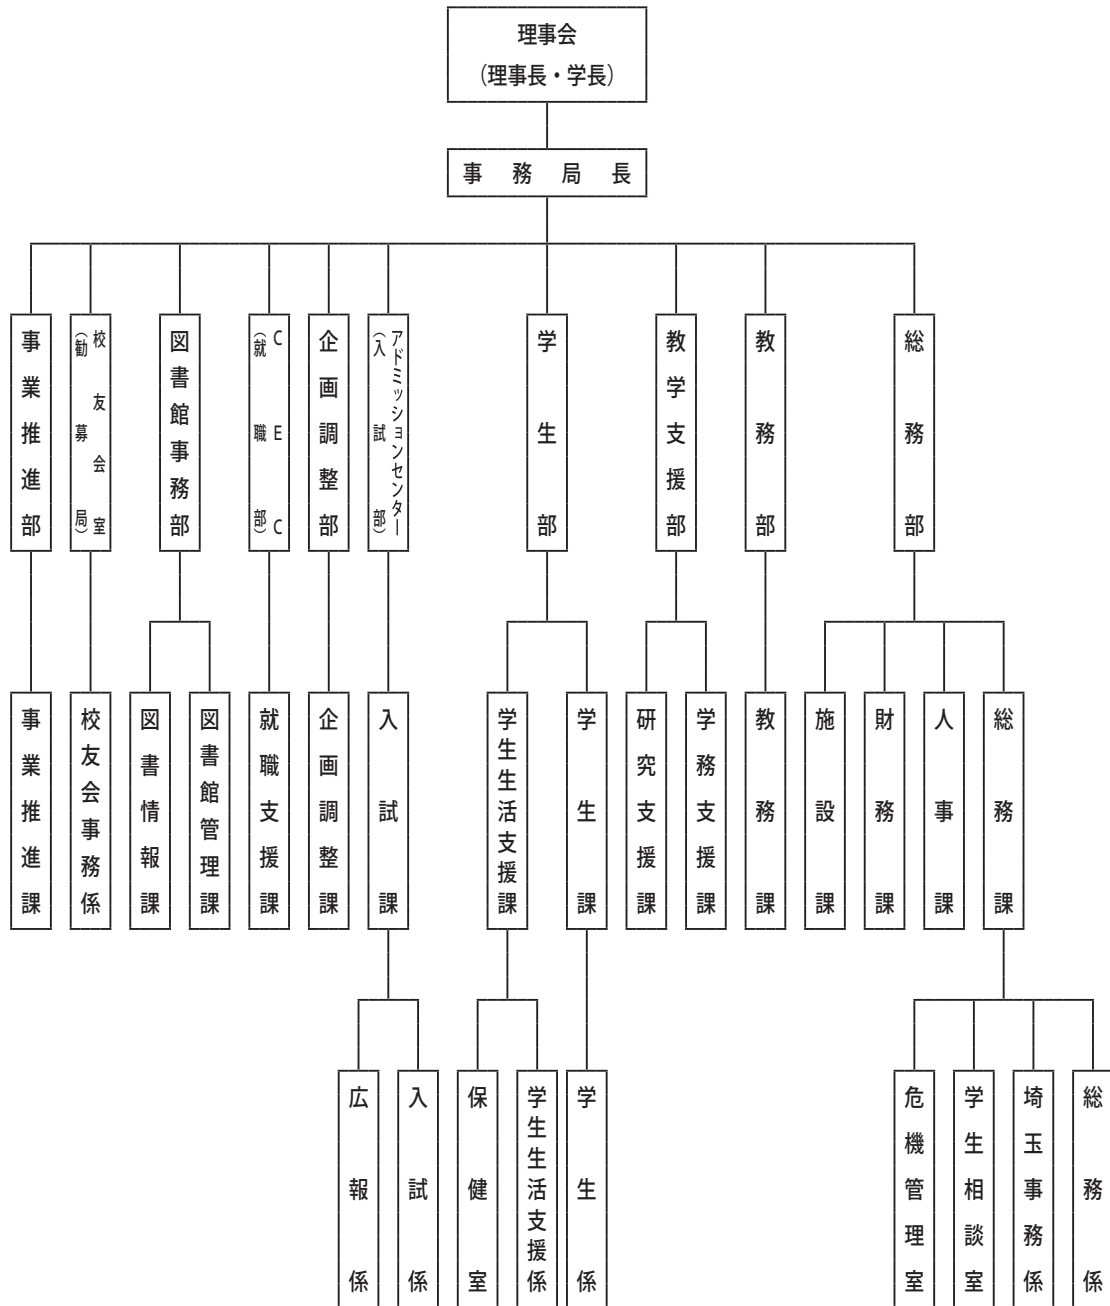 理事会
(理事長・学長)
事務局長
事業推進部
校友会室
(勧募局)
図書館事務部
CEC
(就職部)
企画調整部
アドミッションセンター
(入試部)
学生部
教学支援部
教務部
総務部
事業推進課
校友会事務係
図書情報課
図書館管理課
就職支援課
企画調整課
入試課
学生生活支援課
学生課
研究支援課
学務支援課
教務課
施設課
財務課
人事課
総務課
広報係
入試係
保健室
学生生活支援係
学生係
危機管理室
学生相談室
埼玉事務係
総務係